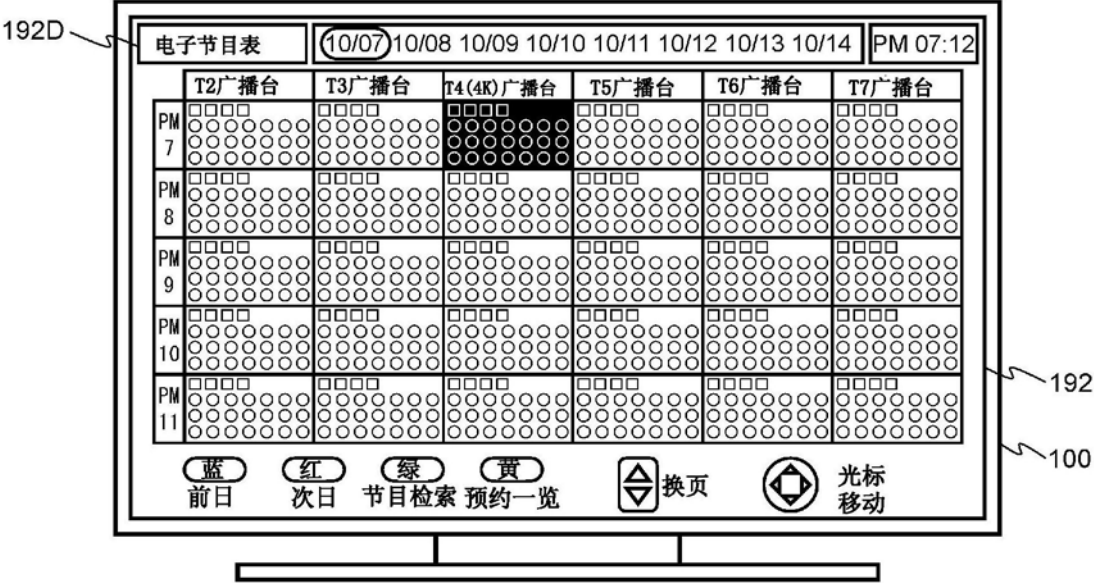 192D
电子节目表 10/07 10/08 10/09 10/10 10/11 10/12 10/13 10/14 PM 07:12
T2广播台 T3广播台 T4(4K)广播台 T5广播台 T6广播台 T7广播台
PM
7
PM
8
PM
9
PM
10
PM
11
192
100
蓝 红 绿 黄
前日 次日 节目检索 预约一览
换页
光标
移动